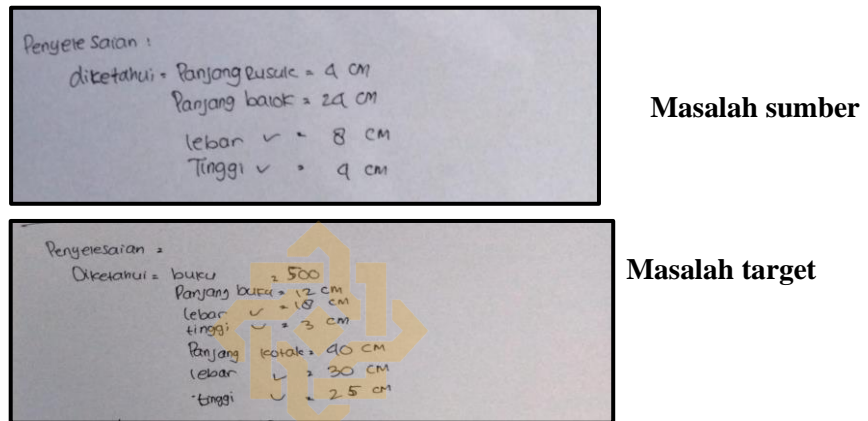 Penyelesaian :
diketahui = Panjang Rusuk = 4 cm
Panjang balok = 24 cm
lebar ✓ = 8 cm
Tinggi ✓ = 4 cm
Masalah sumber
Penyelesaian =
Diketahui = buku = 500
Panjang buku = 12 cm
lebar ✓ = 18 cm
tinggi ✓ = 3 cm
Panjang kotak = 40 cm
lebar ✓ = 30 cm
tinggi ✓ = 25 cm
Masalah target